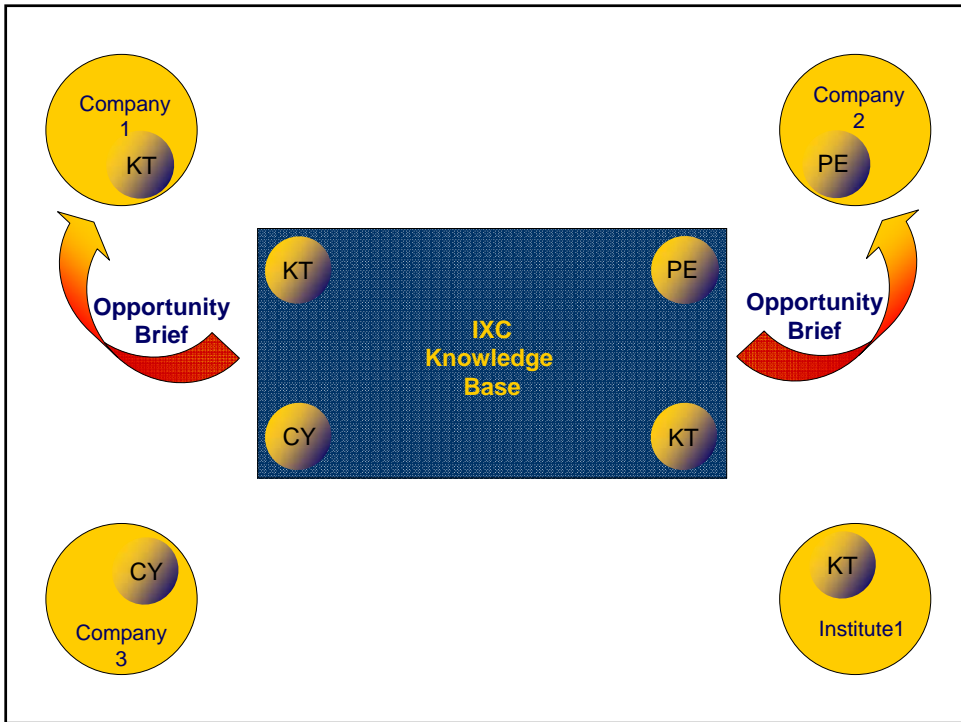 Company
1
KT
Company
2
PE
KT
PE
Opportunity
Brief
IXC
Knowledge
Base
Opportunity
Brief
CY
KT
CY
Company
3
KT
Institute1